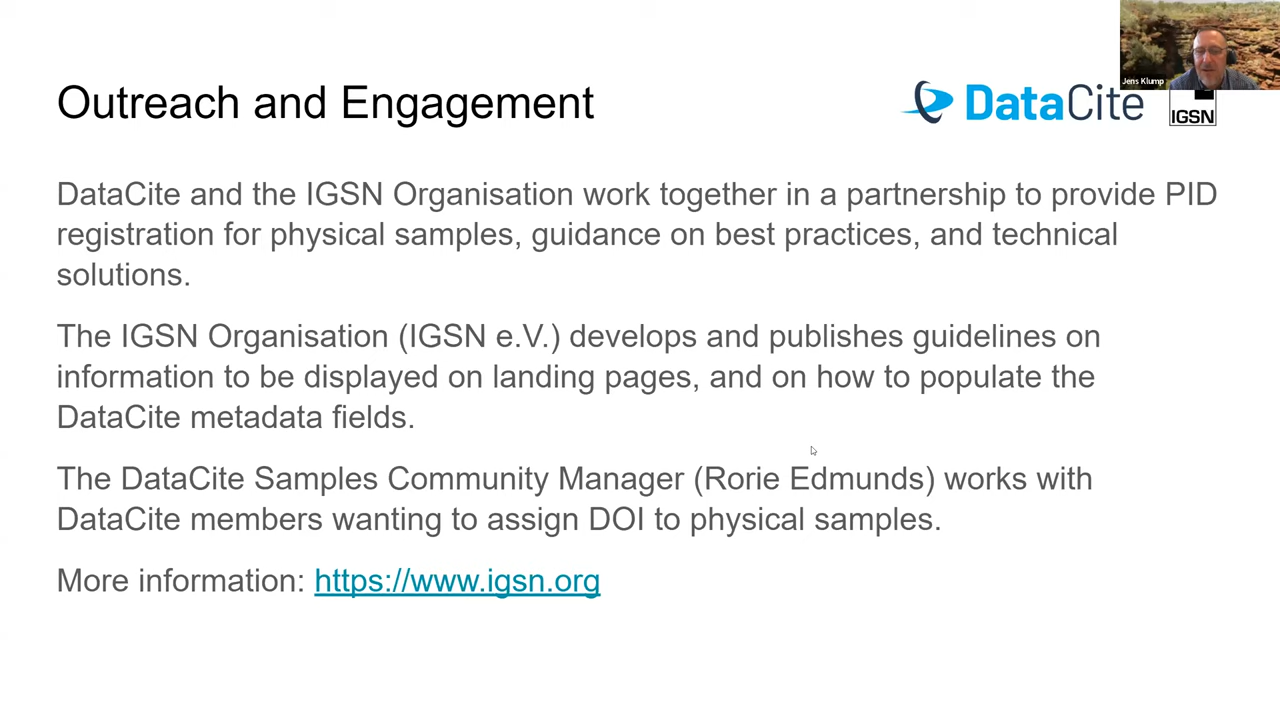 Jens Klump
Outreach and Engagement
DataCite
IGSN
DataCite and the IGSN Organisation work together in a partnership to provide PID
registration for physical samples, guidance on best practices, and technical
solutions.
The IGSN Organisation (IGSN e.V.) develops and publishes guidelines on
information to be displayed on landing pages, and on how to populate the
DataCite metadata fields.
The DataCite Samples Community Manager (Rorie Edmunds) works with
DataCite members wanting to assign DOI to physical samples.
More information: https://www.igsn.org